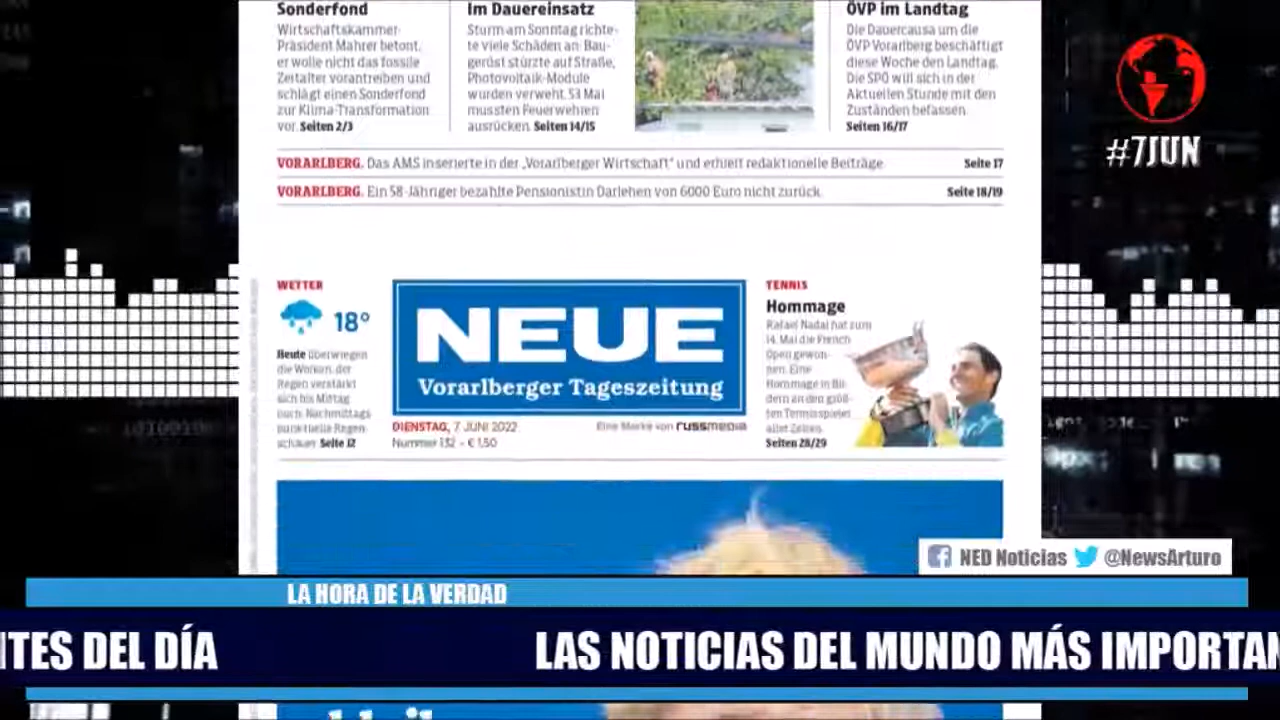 Sonderfond
Wirtschaftskammer-
Präsident Mahrer betont,
er wolle nicht das fossile
Zeitalter vorantreiben und
schlägt einen Sonderfond
zur Klima-Transformation
vor. Seiten 2/3
Im Dauereinsatz
Sturm am Sonntag richte-
te viele Schäden an: Bau-
gerüst stürzte auf Straße,
Photovoltaik-Module
wurden verweht. 53 Mal
mussten Feuerwehren
ausrücken. Seiten 14/15
ÖVP im Landtag
Die Dauercausa um die
ÖVP Vorarlberg beschäftigt
diese Woche den Landtag.
Die SPÖ will sich in der
Aktuellen Stunde mit den
Zuständen befassen.
Seiten 16/17
#7JUN
VORARLBERG. Das AMS inserierte in der „Vorarlberger Wirtschaft“ und erhielt redaktionelle Beiträge. Seite 17
VORARLBERG. Ein 58-Jähriger bezahlte Pensionistin Darlehen von 6000 Euro nicht zurück. Seite 18/19
WETTER
18°
Heute überwiegen
die Wolken, der
Regen verstärkt
sich bis Mittag
noch. Nachmittags
punktuelle Regen-
schauer. Seite 12
NEUE
Vorarlberger Tageszeitung
DIENSTAG, 7. JUNI 2022
Nummer 132 - € 1,50
Eine Marke von russmedia
TENNIS
Hommage
Rafael Nadal hat zum
14. Mal die French
Open gewon-
nen. Eine
Hommage in Bil-
dern an den größ-
ten Tennisspieler
aller Zeiten.
Seiten 28/29
NED Noticias @NewsArturo
LA HORA DE LA VERDAD
NTES DEL DÍA LAS NOTICIAS DEL MUNDO MÁS IMPORTAN